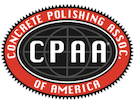 CONCRETE POLISHING ASSOC.
CPAA
OF AMERICA